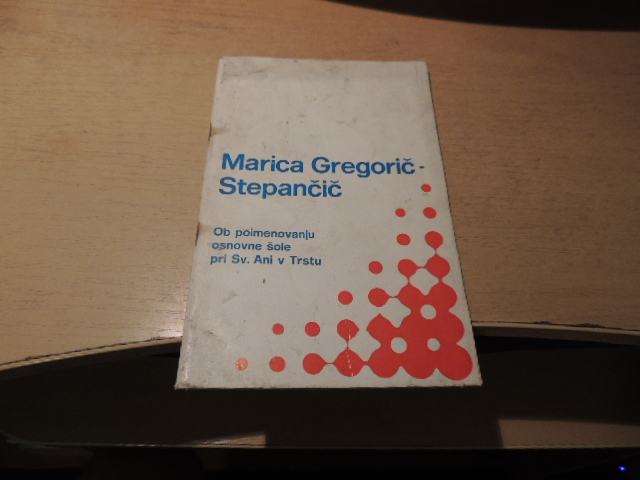 Marica Gregorič-
Stepančič
Ob poimenovanju
osnovne šole
pri Sv. Ani v Trstu